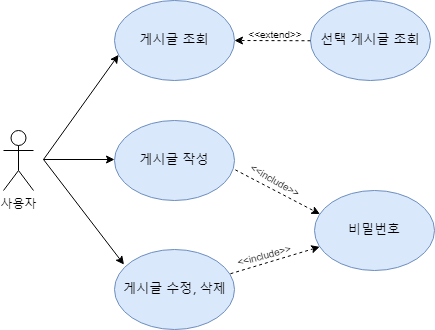 게시글 조회
<<extend>>
선택 게시글 조회
게시글 작성
<<include>>
사용자
비밀번호
<<include>>
게시글 수정, 삭제